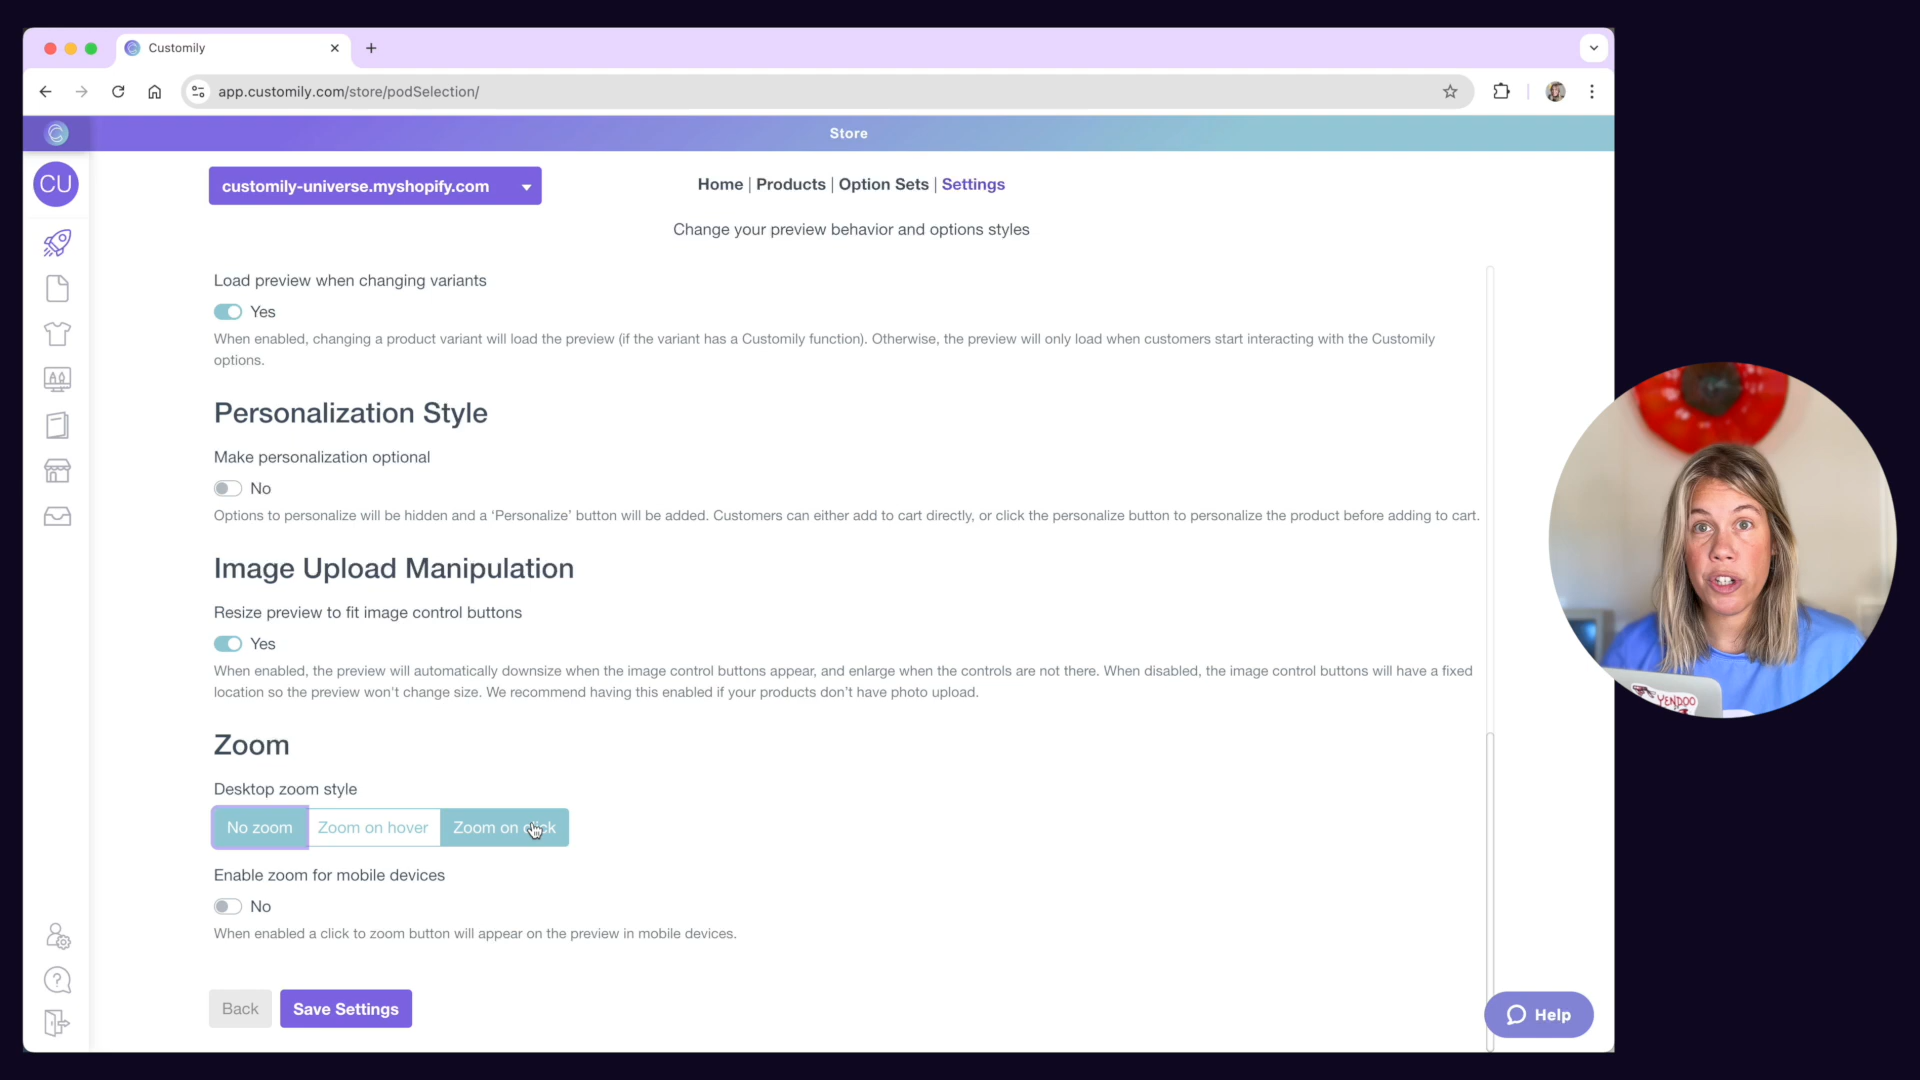 Customily
app.customily.com/store/podSelection/
Store
CU
customily-universe.myshopify.com
Home | Products | Option Sets | Settings
Change your preview behavior and options styles
Load preview when changing variants
Yes
When enabled, changing a product variant will load the preview (if the variant has a Customily function). Otherwise, the preview will only load when customers start interacting with the Customily
options.
Personalization Style
Make personalization optional
No
Options to personalize will be hidden and a ‘Personalize’ button will be added. Customers can either add to cart directly, or click the personalize button to personalize the product before adding to cart.
Image Upload Manipulation
Resize preview to fit image control buttons
Yes
When enabled, the preview will automatically downsize when the image control buttons appear, and enlarge when the controls are not there. When disabled, the image control buttons will have a fixed
location so the preview won't change size. We recommend having this enabled if your products don’t have photo upload.
Zoom
Desktop zoom style
No zoom Zoom on hover Zoom on click
Enable zoom for mobile devices
No
When enabled a click to zoom button will appear on the preview in mobile devices.
Back Save Settings
Help
YENDOO